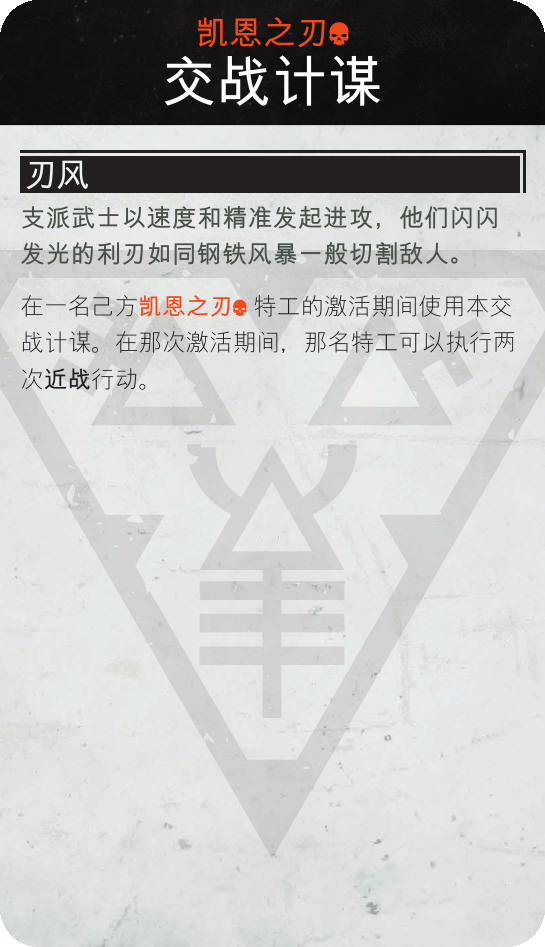 凯恩之刃
交战计谋
刃风
支派武士以速度和精准发起进攻，他们闪闪
发光的利刃如同钢铁风暴一般切割敌人。
在一名己方凯恩之刃 特工的激活期间使用本交
战计谋。在那次激活期间，那名特工可以执行两
次近战行动。